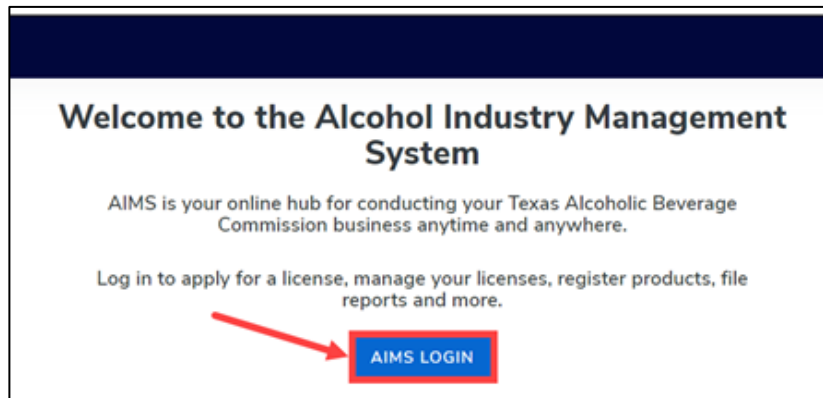 Welcome to the Alcohol Industry Management
System
AIMS is your online hub for conducting your Texas Alcoholic Beverage
Commission business anytime and anywhere.
Log in to apply for a license, manage your licenses, register products, file
reports and more.
AIMS LOGIN